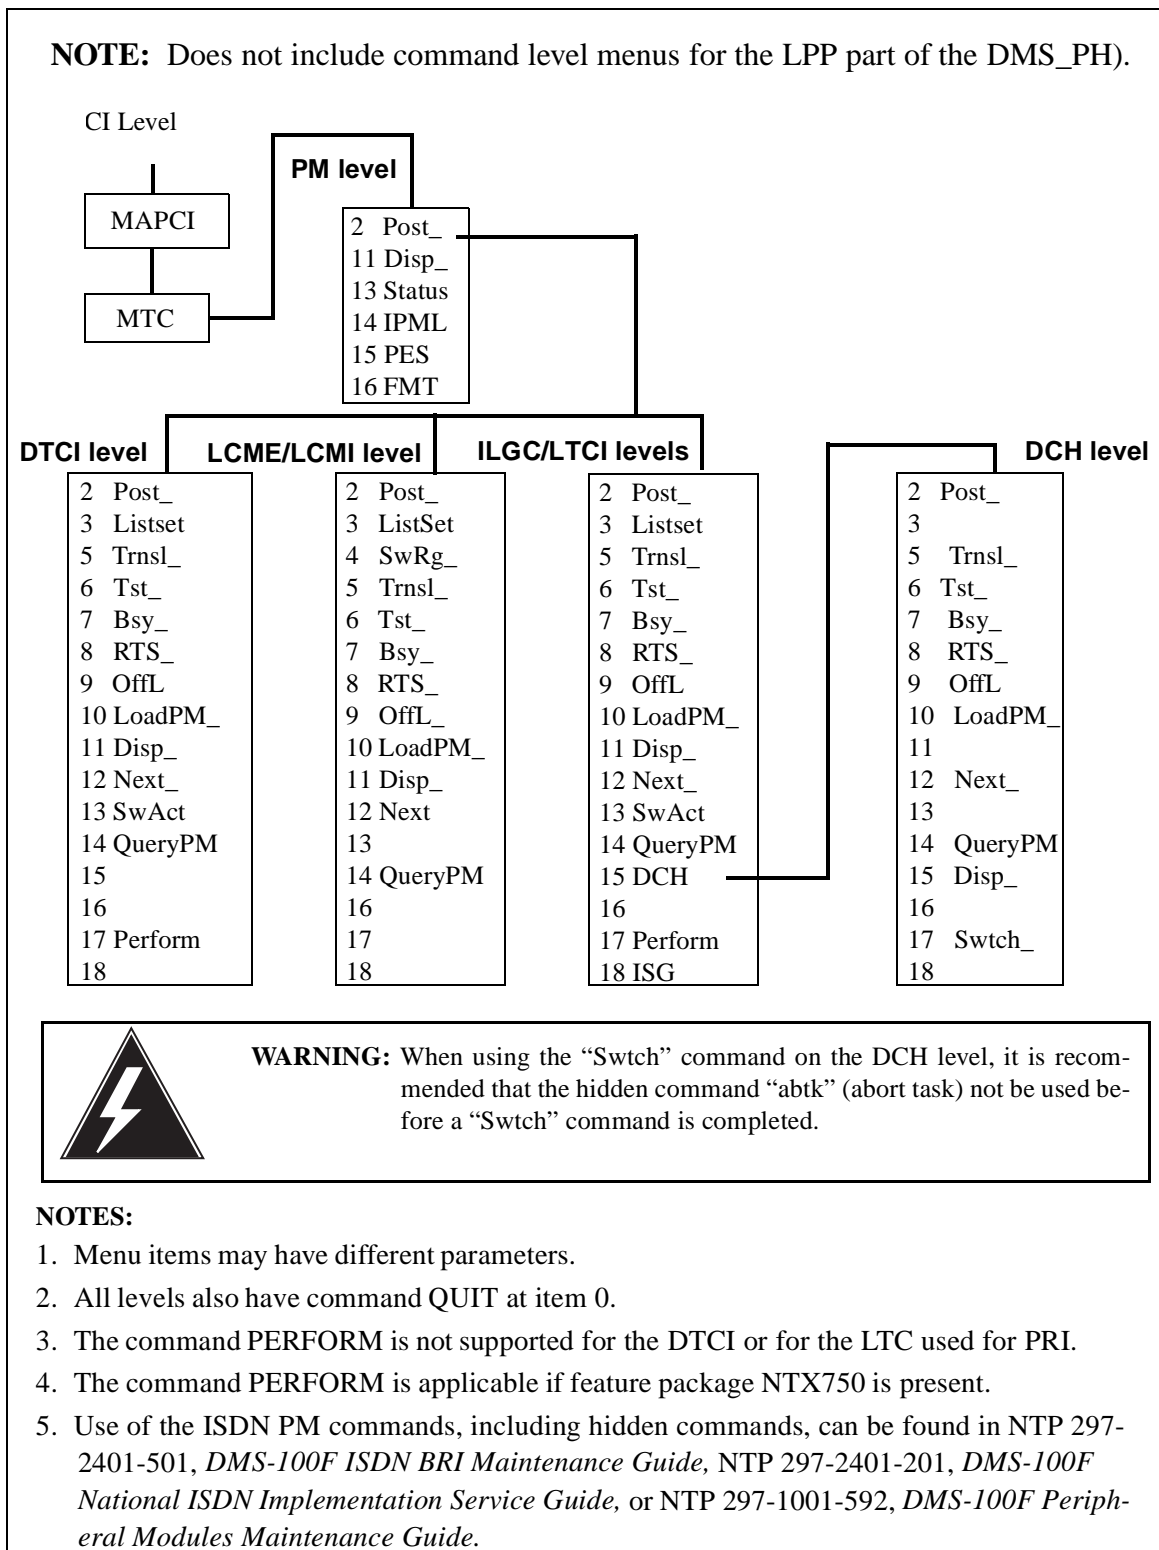 NOTE: Does not include command level menus for the LPP part of the DMS_PH).
CI Level
MAPCI
MTC
PM level
2 Post_
11 Disp_
13 Status
14 IPML
15 PES
16 FMT
DTCI level
2 Post_
3 Listset
5 Trnsl_
6 Tst_
7 Bsy_
8 RTS_
9 OffL
10 LoadPM_
11 Disp_
12 Next_
13 SwAct
14 QueryPM
15
16
17 Perform
18
LCME/LCMI level
2 Post_
3 ListSet
4 SwRg_
5 Trnsl_
6 Tst_
7 Bsy_
8 RTS_
9 OffL_
10 LoadPM_
11 Disp_
12 Next
13
14 QueryPM
16
17
18
ILGC/LTCI levels
2 Post_
3 Listset
5 Trnsl_
6 Tst_
7 Bsy_
8 RTS_
9 OffL
10 LoadPM_
11 Disp_
12 Next_
13 SwAct
14 QueryPM
15 DCH
16
17 Perform
18 ISG
DCH level
2 Post_
3
5 Trnsl_
6 Tst_
7 Bsy_
8 RTS_
9 OffL
10 LoadPM_
11
12 Next_
13
14 QueryPM
15 Disp_
16
17 Swtch_
18
WARNING: When using the “Swtch” command on the DCH level, it is recom-
mended that the hidden command “abtk” (abort task) not be used be-
fore a “Swtch” command is completed.
NOTES:
1. Menu items may have different parameters.
2. All levels also have command QUIT at item 0.
3. The command PERFORM is not supported for the DTCI or for the LTC used for PRI.
4. The command PERFORM is applicable if feature package NTX750 is present.
5. Use of the ISDN PM commands, including hidden commands, can be found in NTP 297-
2401-501, DMS-100F ISDN BRI Maintenance Guide, NTP 297-2401-201, DMS-100F
National ISDN Implementation Service Guide, or NTP 297-1001-592, DMS-100F Periph-
eral Modules Maintenance Guide.